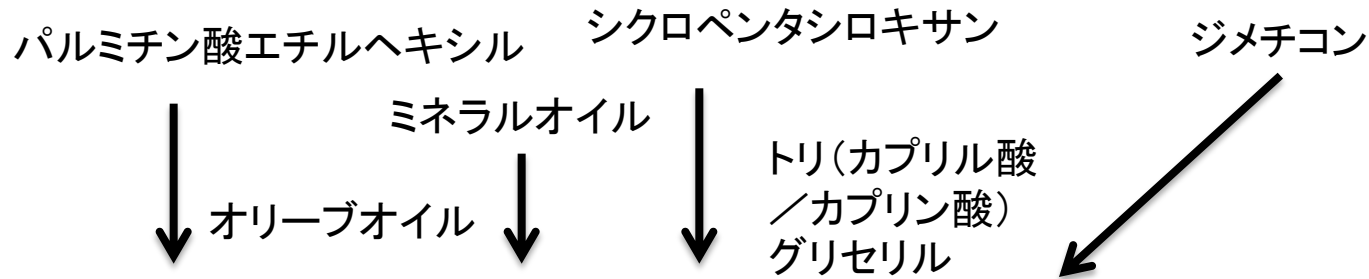 パルミチン酸エチルヘキシル
シクロペンタシロキサン
ジメチコン
ミネラルオイル
トリ（カプリル酸
／カプリン酸）
グリセリル
オリーブオイル